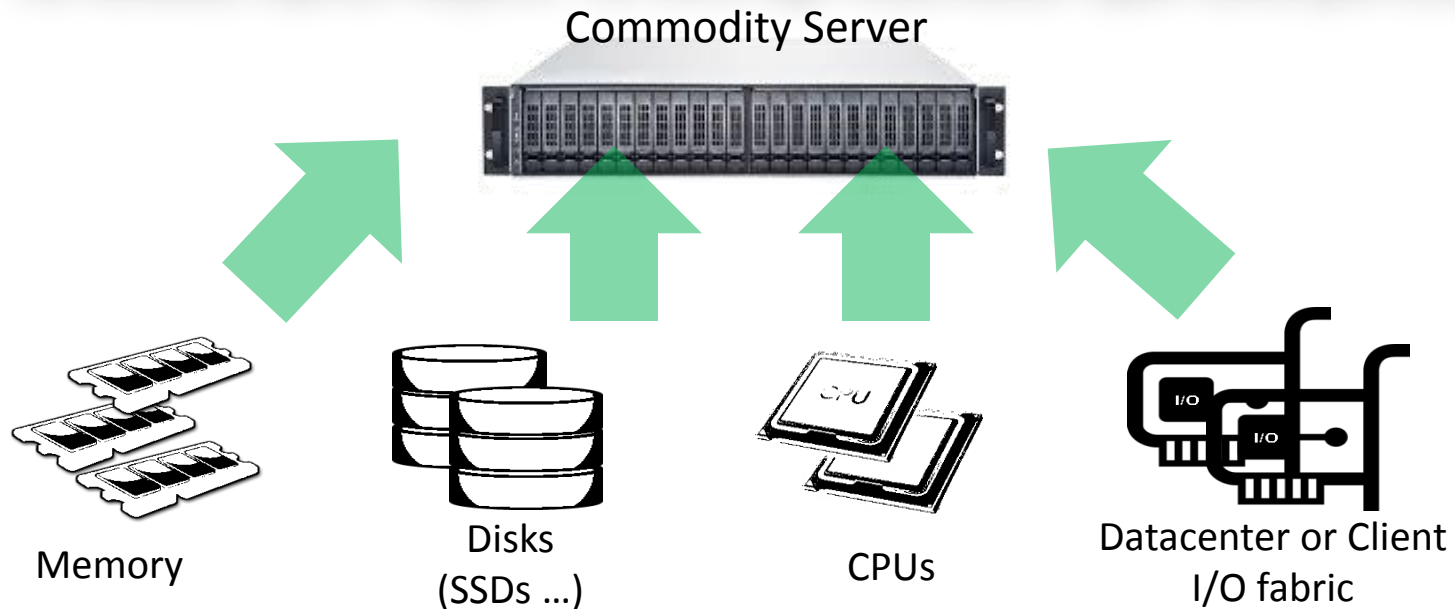 Commodity Server
CPU
I/O
I/O
Memory
Disks
(SSDs ...)
CPUs
Datacenter or Client
I/O fabric